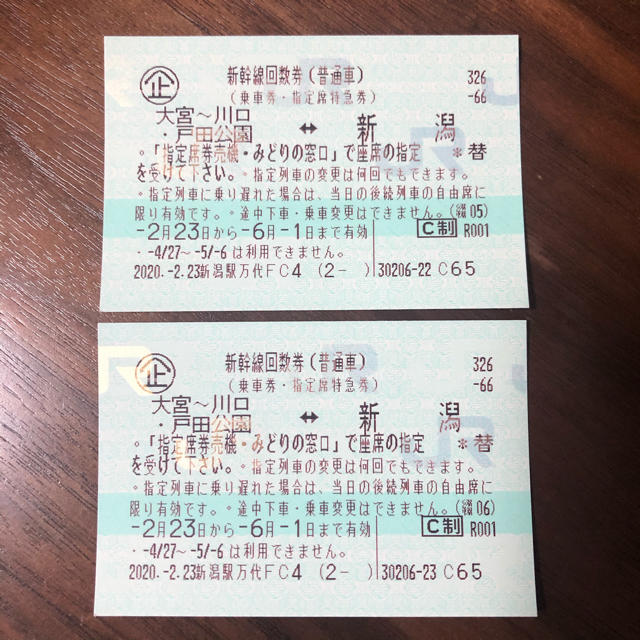 企
新幹線回数券(普通車)
326
(乗車券・指定席特急券)
-66
大宮〜川口
・戸田公園 ↔ 新 潟
◦「指定席券売機・みどりの窓口」で座席の指定 ＊替
を受けて下さい。◦指定列車の変更は何回でもできます。
◦指定列車に乗り遅れた場合は、当日の後続列車の自由席に
限り有効です。◦途中下車・乗車変更はできません。(綴05)
-2月23日から-6月-1日まで有効 C制 R001
・-4/27〜 -5/-6 は利用できません。
2020.-2.23新潟駅万代FC4 (2- ) 30206-22 C65
企
新幹線回数券(普通車)
326
(乗車券・指定席特急券)
-66
大宮〜川口
・戸田公園 ↔ 新 潟
◦「指定席券売機・みどりの窓口」で座席の指定 ＊替
を受けて下さい。◦指定列車の変更は何回でもできます。
◦指定列車に乗り遅れた場合は、当日の後続列車の自由席に
限り有効です。◦途中下車・乗車変更はできません。(綴06)
-2月23日から-6月-1日まで有効 C制 R001
・-4/27〜 -5/-6 は利用できません。
2020.-2.23新潟駅万代FC4 (2- ) 30206-23 C65